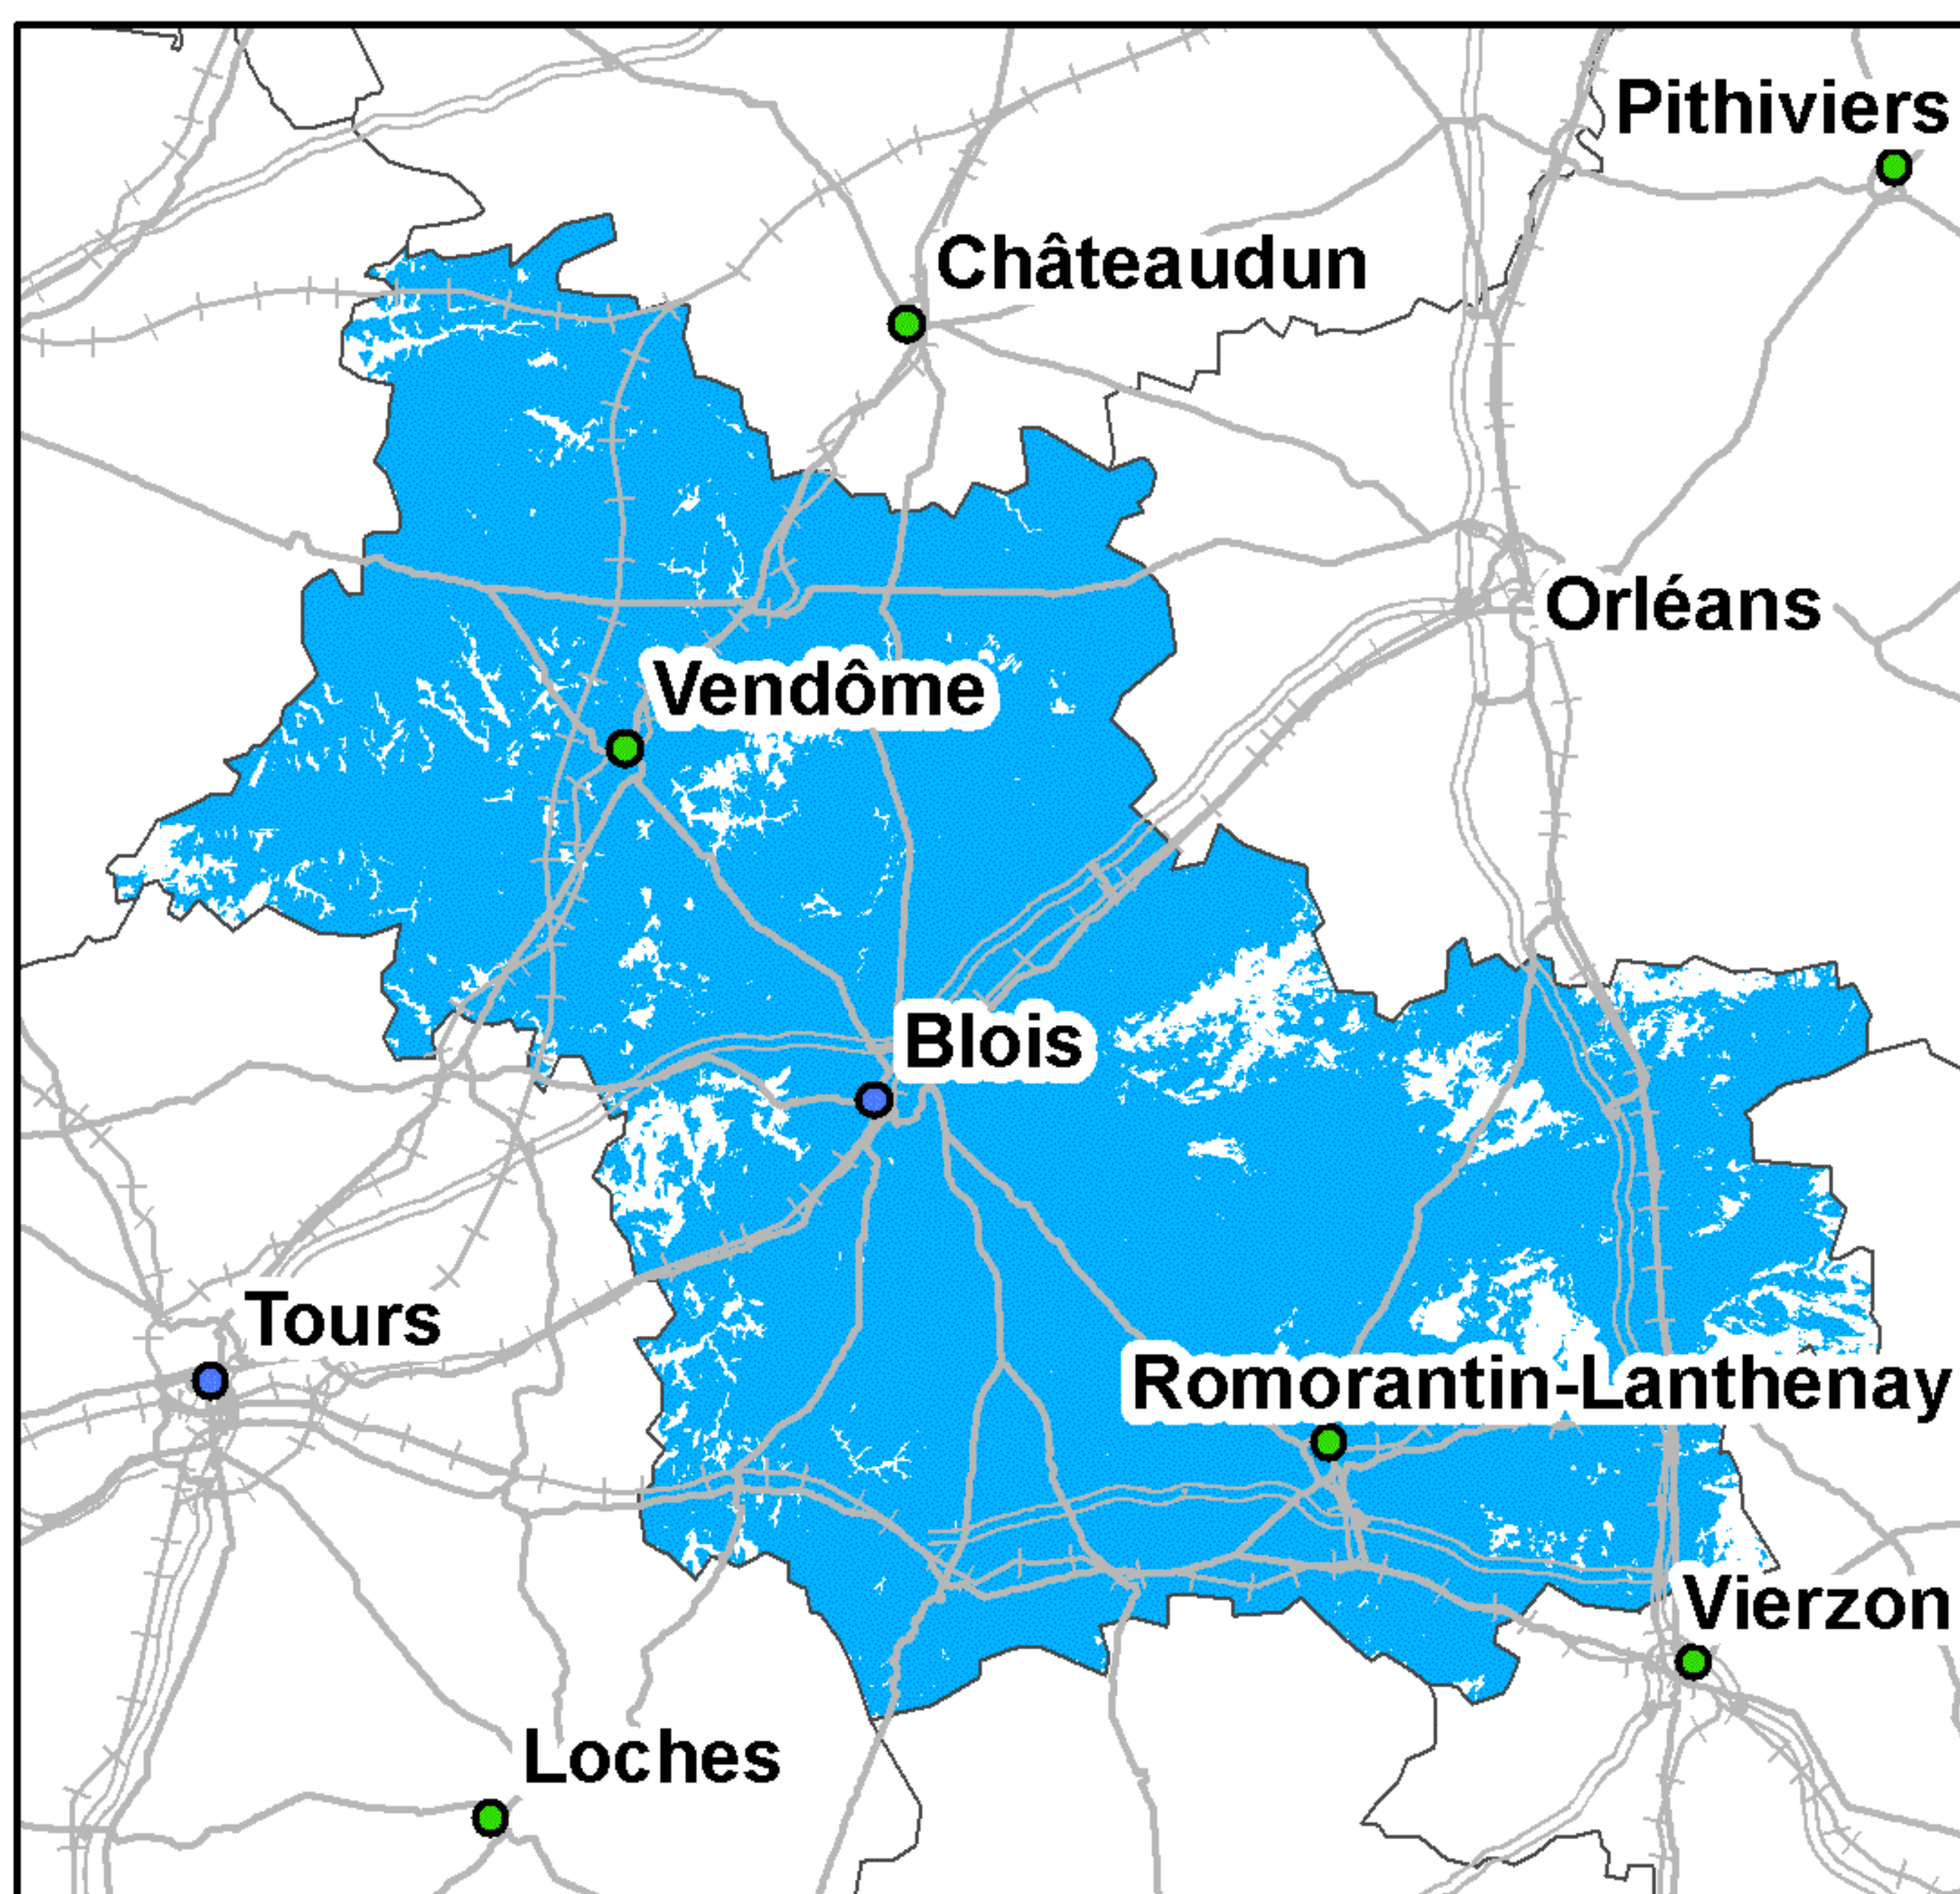 Pithiviers
Châteaudun
Orléans
Vendôme
Blois
Tours
Romorantin-Lanthenay
Vierzon
Loches